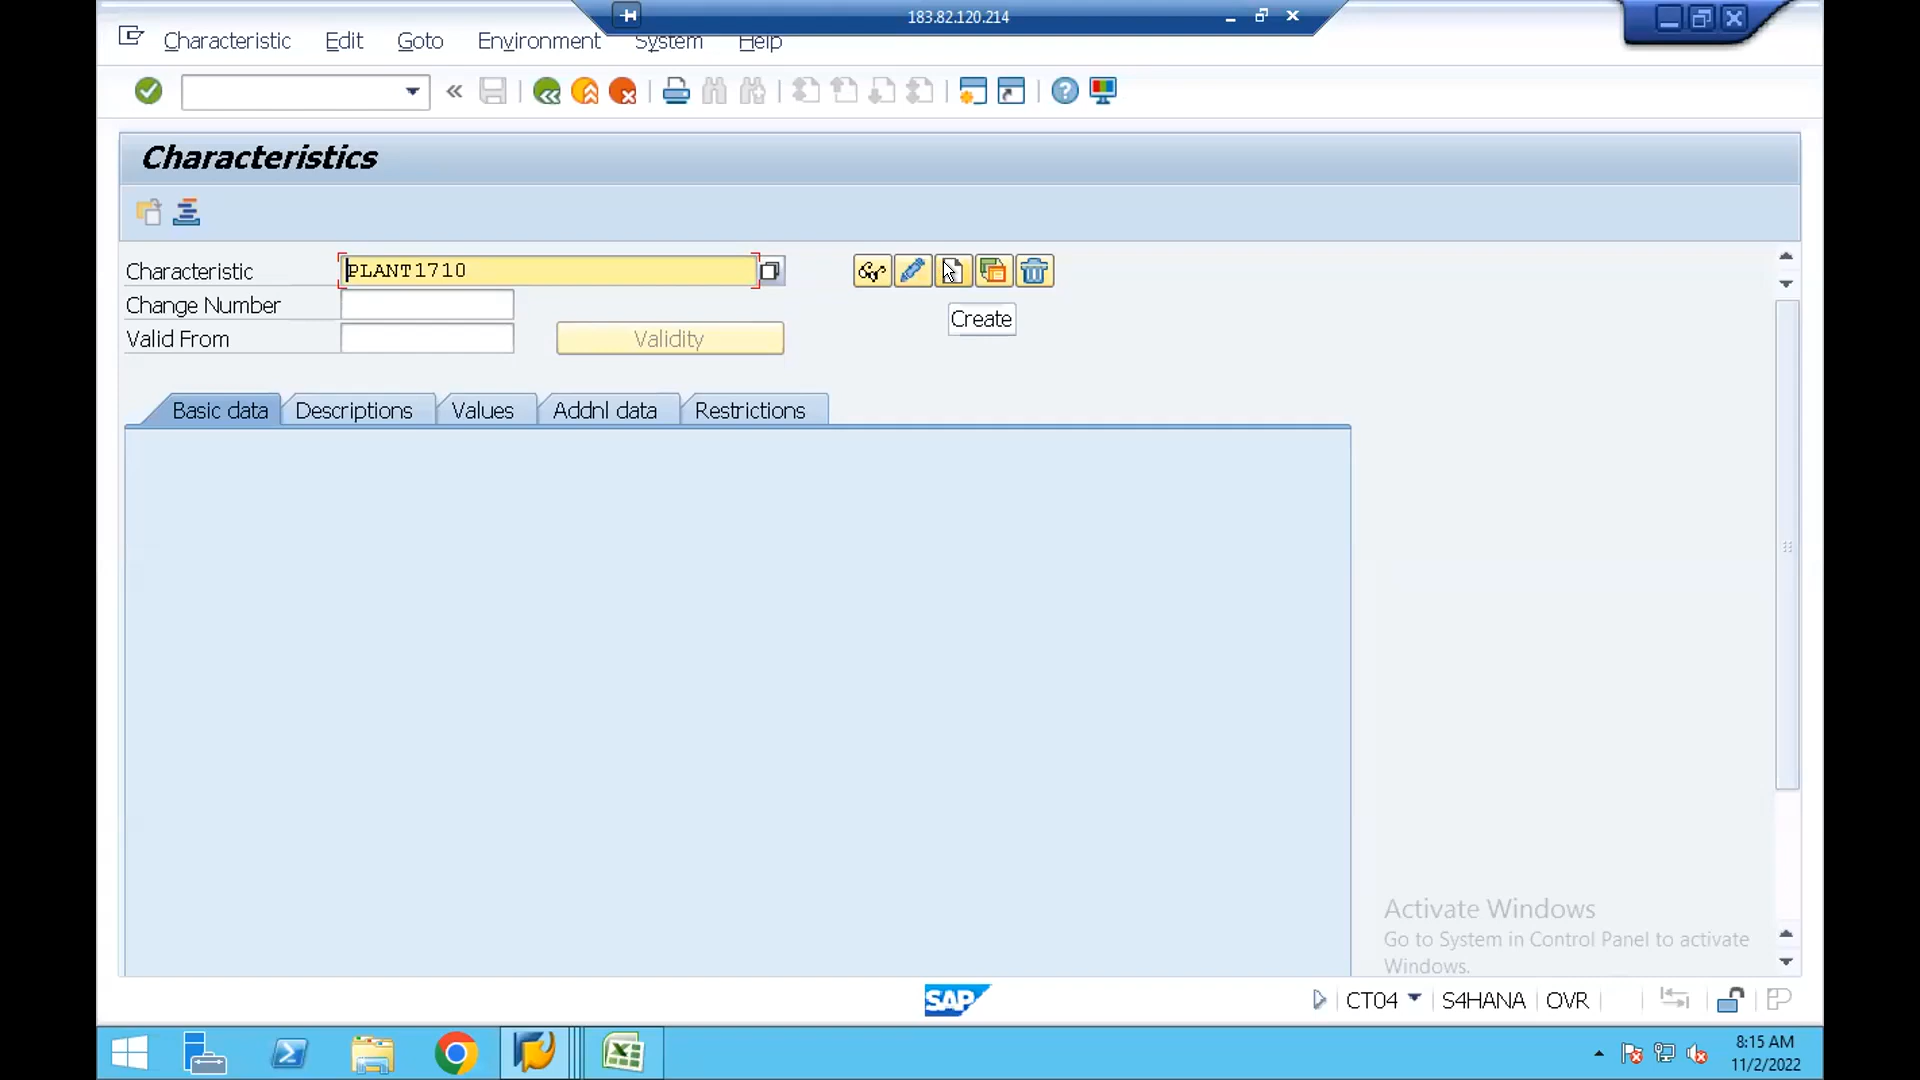 183.82.120.214
Characteristic Edit Goto Environment System Help
Characteristics
Characteristic PLANT1710
Change Number Create
Valid From Validity
Basic data Descriptions Values Addnl data Restrictions
Activate Windows
Go to System in Control Panel to activate
Windows.
SAP CT04 S4HANA OVR
8:15 AM
11/2/2022